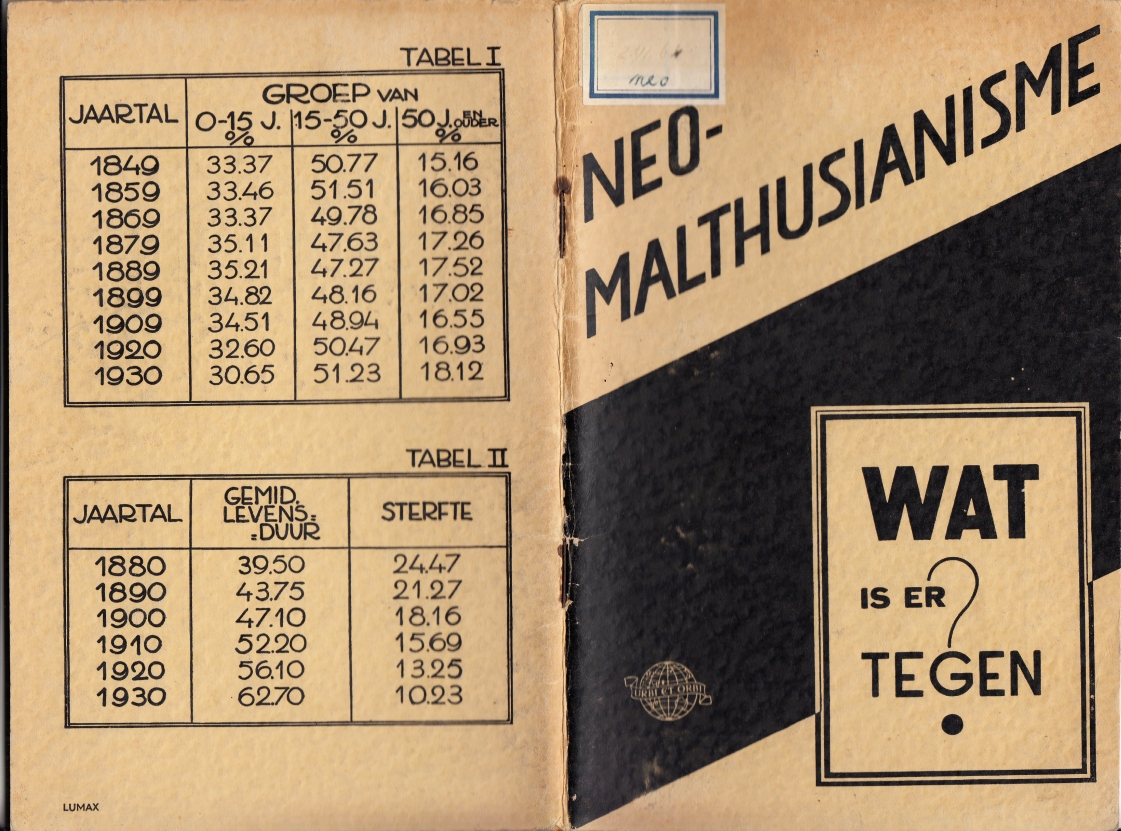 TABEL I
JAARTAL GROEP VAN
0-15 J. 15-50 J. 50 J. EN OUDER
% % %
1849 33.37 50.77 15.16
1859 33.46 51.51 16.03
1869 33.37 49.78 16.85
1879 35.11 47.63 17.26
1889 35.21 47.27 17.52
1899 34.82 48.16 17.02
1909 34.51 48.94 16.55
1920 32.60 50.47 16.93
1930 30.65 51.23 18.12
TABEL II
JAARTAL GEMID. LEVENS= =DUUR STERFTE
1880 39.50 24.47
1890 43.75 21.27
1900 47.10 18.16
1910 52.20 15.69
1920 56.10 13.25
1930 62.70 10.23
LUMAX
neo
NEO-
MALTHUSIANISME
WAT
IS ER
TEGEN
?
URBI ET ORBI